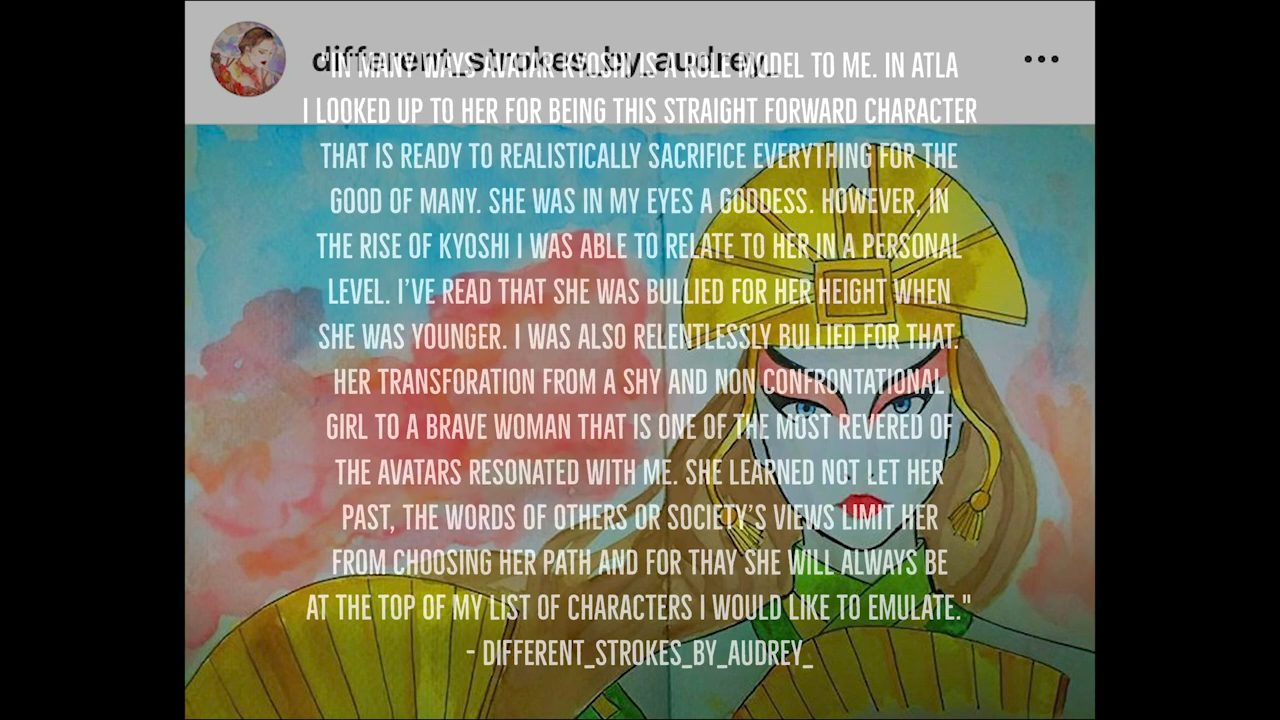 different_strokes_by_audrey_
"IN MANY WAYS AVATAR KYOSHI IS A ROLE MODEL TO ME. IN ATLA
I LOOKED UP TO HER FOR BEING THIS STRAIGHT FORWARD CHARACTER
THAT IS READY TO REALISTICALLY SACRIFICE EVERYTHING FOR THE
GOOD OF MANY. SHE WAS IN MY EYES A GODDESS. HOWEVER, IN
THE RISE OF KYOSHI I WAS ABLE TO RELATE TO HER IN A PERSONAL
LEVEL. I'VE READ THAT SHE WAS BULLIED FOR HER HEIGHT WHEN
SHE WAS YOUNGER. I WAS ALSO RELENTLESSLY BULLIED FOR THAT.
HER TRANSFORATION FROM A SHY AND NON CONFRONTATIONAL
GIRL TO A BRAVE WOMAN THAT IS ONE OF THE MOST REVERED OF
THE AVATARS RESONATED WITH ME. SHE LEARNED NOT LET HER
PAST, THE WORDS OF OTHERS OR SOCIETY'S VIEWS LIMIT HER
FROM CHOOSING HER PATH AND FOR THAY SHE WILL ALWAYS BE
AT THE TOP OF MY LIST OF CHARACTERS I WOULD LIKE TO EMULATE."
- DIFFERENT_STROKES_BY_AUDREY_